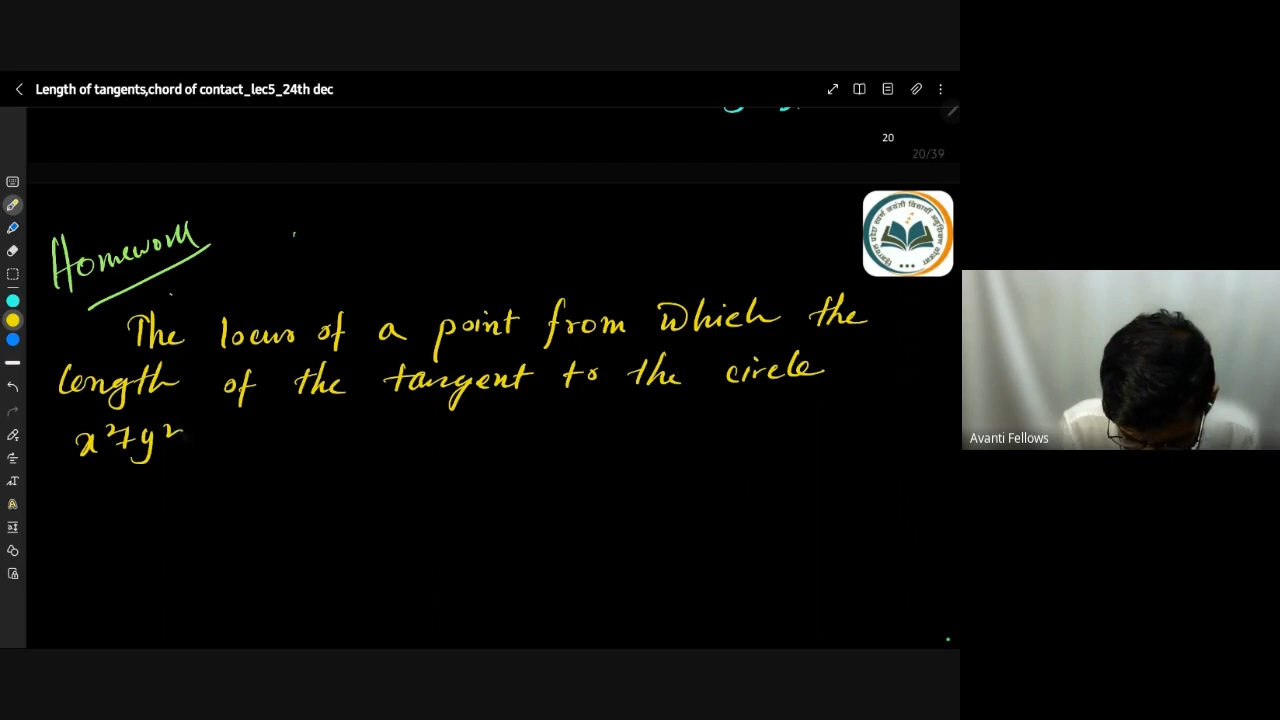 Length of tangents,chord of contact_lec5_24th dec
20
20/39
Homework
The locus of a point from which the
length of the tangent to the circle
x²+y²
Avanti Fellows